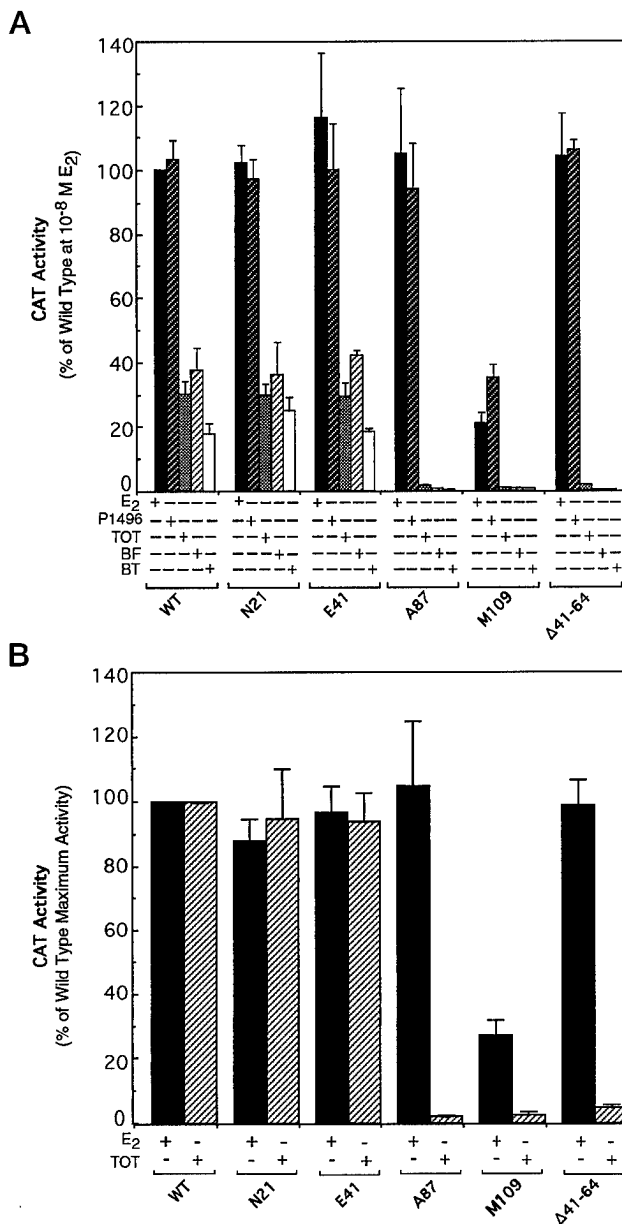 A
CAT Activity
(% of Wild Type at 10-8 M E2)
140
120
100
80
60
40
20
0
E2 +---- +---- +---- +---- +---- +----
P1496 -+--- -+--- -+--- -+--- -+--- -+---
TOT --+-- --+-- --+-- --+-- --+-- --+--
BF ---+- ---+- ---+- ---+- ---+- ---+-
BT ----+ ----+ ----+ ----+ ----+ ----+
WT N21 E41 A87 M109 Δ41-64
B
CAT Activity
(% of Wild Type Maximum Activity)
140
120
100
80
60
40
20
0
E2 + - + - + - + - + - + -
TOT - + - + - + - + - + - +
WT N21 E41 A87 M109 Δ41-64